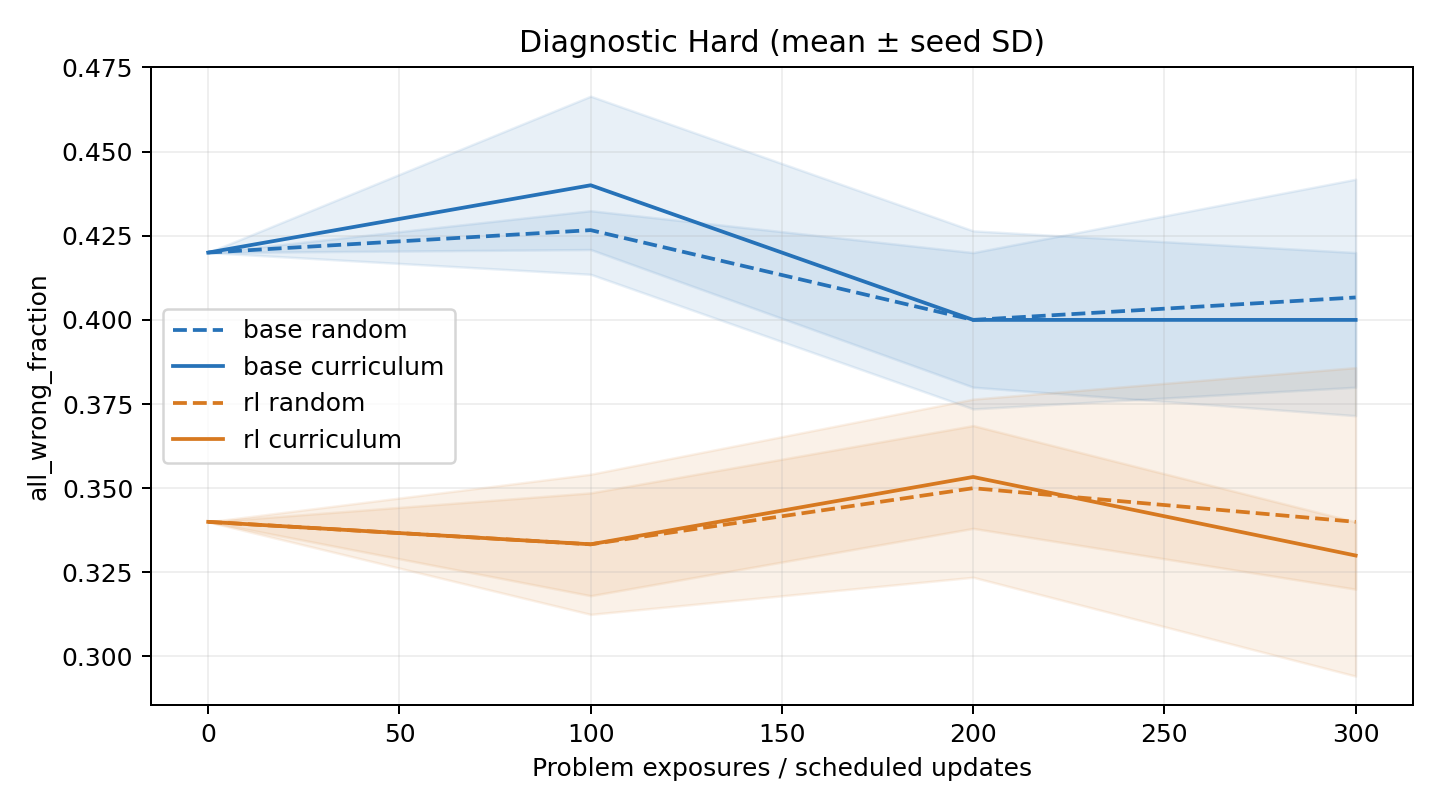 Diagnostic Hard (mean ± seed SD)
0.475
0.450
0.425
0.400
0.375
0.350
0.325
0.300
all_wrong_fraction
base random
base curriculum
rl random
rl curriculum
0 50 100 150 200 250 300
Problem exposures / scheduled updates